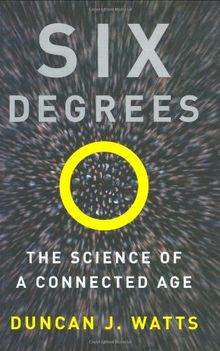 SIX
DEGREES
THE SCIENCE OF
A CONNECTED AGE
DUNCAN J. WATTS